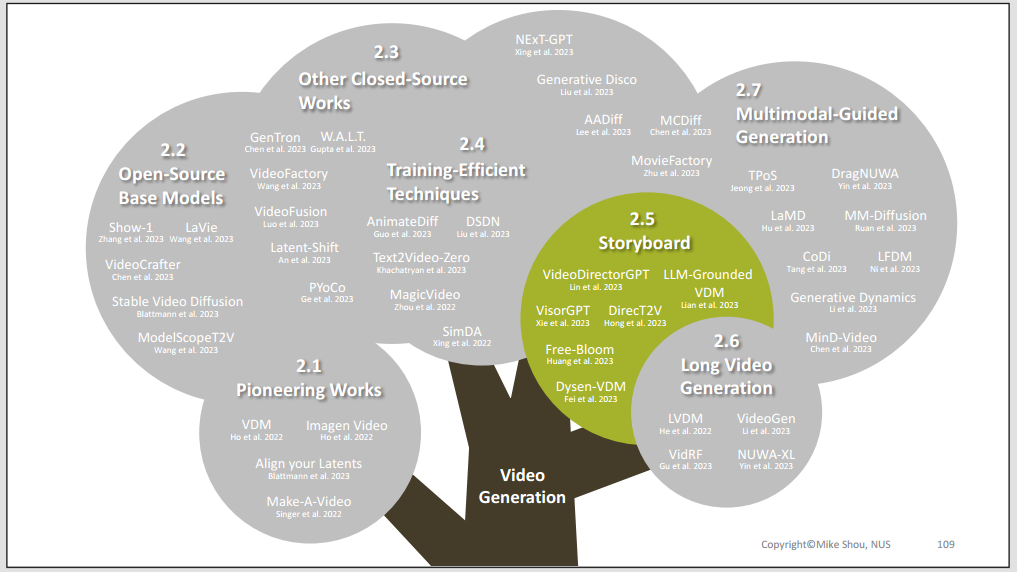 2.3
Other Closed-Source
Works
GenTron
Chen et al. 2023
W.A.L.T.
Gupta et al. 2023
VideoFactory
Wang et al. 2023
VideoFusion
Luo et al. 2023
Latent-Shift
An et al. 2023
PYoCo
Ge et al. 2023
2.2
Open-Source
Base Models
Show-1
Zhang et al. 2023
LaVie
Wang et al. 2023
VideoCrafter
Chen et al. 2023
Stable Video Diffusion
Blattmann et al. 2023
ModelScopeT2V
Wang et al. 2023
2.4
Training-Efficient
Techniques
AnimateDiff
Guo et al. 2023
DSDN
Liu et al. 2023
Text2Video-Zero
Khachatryan et al. 2023
MagicVideo
Zhou et al. 2022
SimDA
Xing et al. 2022
NExT-GPT
Xing et al. 2023
Generative Disco
Liu et al. 2023
AADiff
Lee et al. 2023
MCDiff
Chen et al. 2023
MovieFactory
Zhu et al. 2023
2.7
Multimodal-Guided
Generation
TPoS
Jeong et al. 2023
DragNUWA
Yin et al. 2023
LaMD
Hu et al. 2023
MM-Diffusion
Ruan et al. 2023
CoDi
Tang et al. 2023
LFDM
Ni et al. 2023
Generative Dynamics
Li et al. 2023
MinD-Video
Chen et al. 2023
2.5
Storyboard
VideoDirectorGPT
Lin et al. 2023
LLM-Grounded
VDM
Lian et al. 2023
VisorGPT
Xie et al. 2023
DirecT2V
Hong et al. 2023
Free-Bloom
Huang et al. 2023
Dysen-VDM
Fei et al. 2023
2.6
Long Video
Generation
LVDM
He et al. 2022
VideoGen
Li et al. 2023
VidRF
Gu et al. 2023
NUWA-XL
Yin et al. 2023
2.1
Pioneering Works
VDM
Ho et al. 2022
Imagen Video
Ho et al. 2022
Align your Latents
Blattmann et al. 2023
Make-A-Video
Singer et al. 2022
Video
Generation
Copyright©Mike Shou, NUS
109